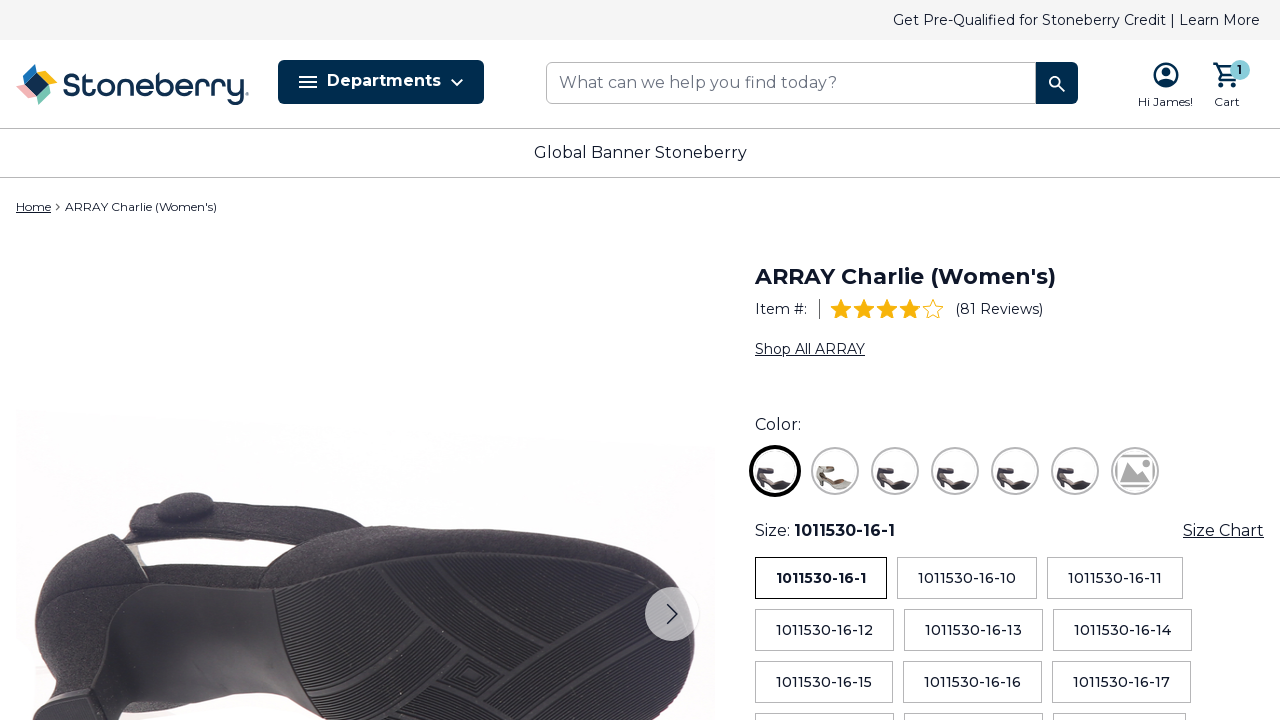 Get Pre-Qualified for Stoneberry Credit | Learn More
Stoneberry®
Departments
What can we help you find today?
Hi James!
1
Cart
Global Banner Stoneberry
Home > ARRAY Charlie (Women's)
ARRAY Charlie (Women's)
Item #: | (81 Reviews)
Shop All ARRAY
Color:
Size: 1011530-16-1 Size Chart
1011530-16-1 1011530-16-10 1011530-16-11
1011530-16-12 1011530-16-13 1011530-16-14
1011530-16-15 1011530-16-16 1011530-16-17